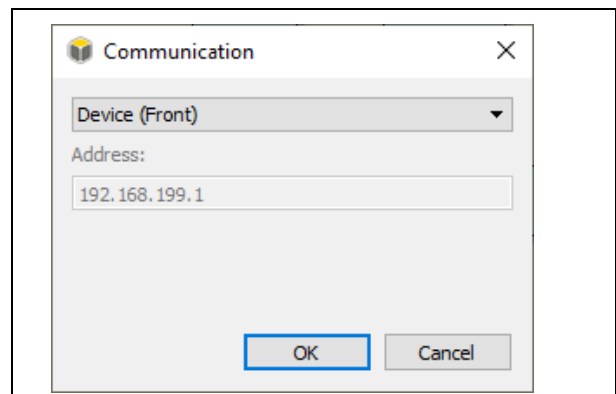 Communication
Device (Front)
Address:
192.168.199.1
OK Cancel